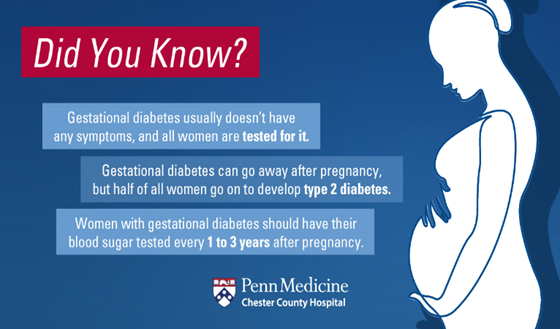 Did You Know?
Gestational diabetes usually doesn't have
any symptoms, and all women are tested for it.
Gestational diabetes can go away after pregnancy,
but half of all women go on to develop type 2 diabetes.
Women with gestational diabetes should have their
blood sugar tested every 1 to 3 years after pregnancy.
Penn Medicine
Chester County Hospital